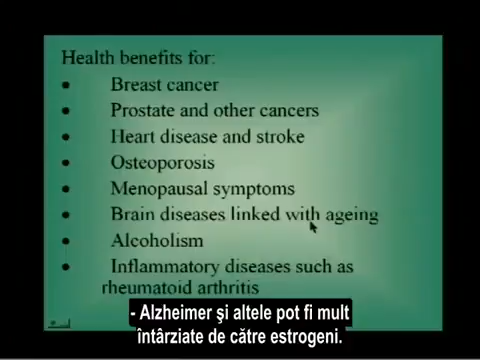 Health benefits for:
• Breast cancer
• Prostate and other cancers
• Heart disease and stroke
• Osteoporosis
• Menopausal symptoms
• Brain diseases linked with ageing
• Alcoholism
• Inflammatory diseases such as
rheumatoid arthritis
- Alzheimer şi altele pot fi mult
întârziate de către estrogeni.